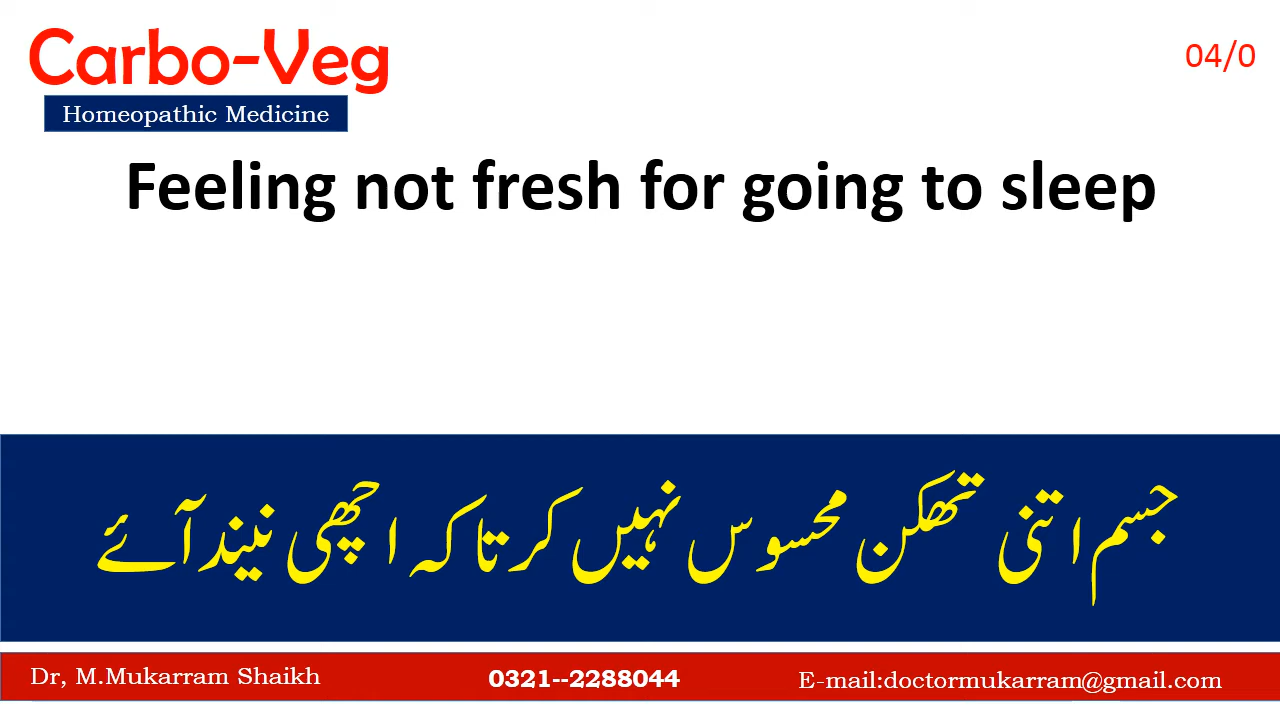 Carbo-Veg
04/0
Homeopathic Medicine
Feeling not fresh for going to sleep
جسم اتنی تھکن محسوس نہیں کرتا کہ اچھی نیند آئے
Dr, M.Mukarram Shaikh
0321--2288044
E-mail:doctormukarram@gmail.com